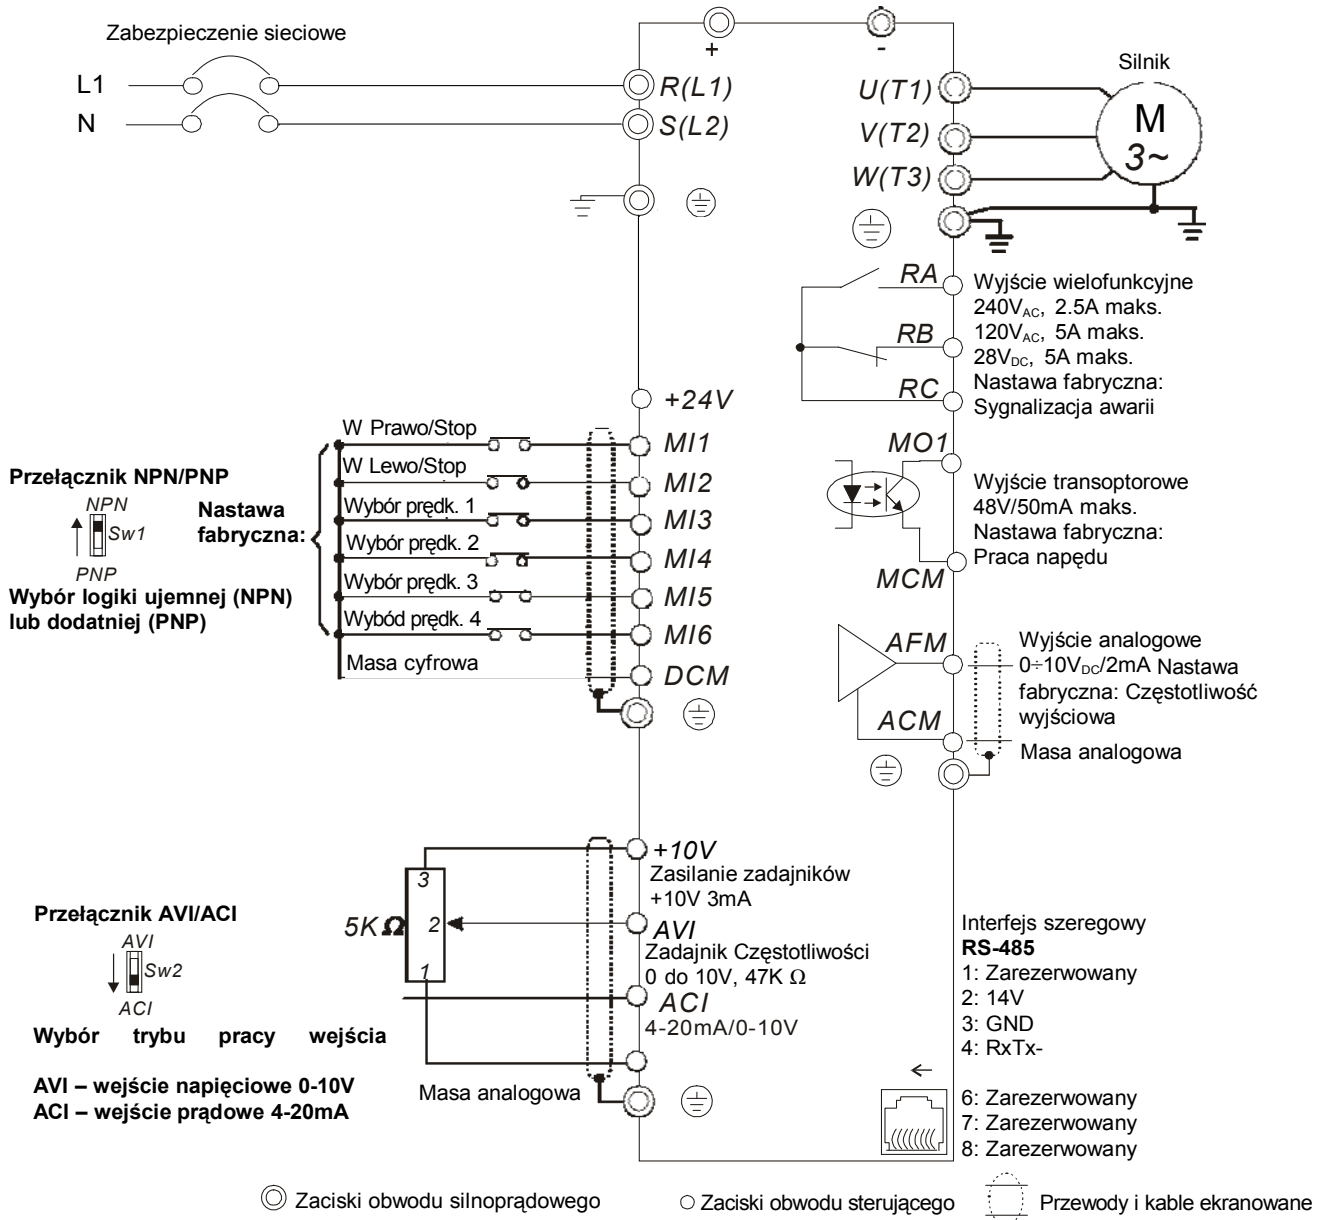 Zabezpieczenie sieciowe
L1
N
+
-
R(L1)
S(L2)
U(T1)
V(T2)
W(T3)
Silnik
M
3~
RA
RB
RC
Wyjście wielofunkcyjne
240VAC, 2.5A maks.
120VAC, 5A maks.
28VDC, 5A maks.
Nastawa fabryczna:
Sygnalizacja awarii
+24V
W Prawo/Stop
MI1
W Lewo/Stop
MI2
Wybór prędk. 1
MI3
Wybór prędk. 2
MI4
Wybór prędk. 3
MI5
Wybód prędk. 4
MI6
Masa cyfrowa
DCM
Przełącznik NPN/PNP
NPN
Sw1
PNP
Wybór logiki ujemnej (NPN)
lub dodatniej (PNP)
Nastawa
fabryczna:
MO1
MCM
Wyjście transoptorowe
48V/50mA maks.
Nastawa fabryczna:
Praca napędu
AFM
ACM
Wyjście analogowe
0÷10VDC/2mA Nastawa
fabryczna: Częstotliwość
wyjściowa
Masa analogowa
+10V
Zasilanie zadajników
+10V 3mA
3
5KΩ
2
1
AVI
Zadajnik Częstotliwości
0 do 10V, 47K Ω
ACI
4-20mA/0-10V
Masa analogowa
Przełącznik AVI/ACI
AVI
Sw2
ACI
Wybór trybu pracy wejścia
AVI – wejście napięciowe 0-10V
ACI – wejście prądowe 4-20mA
Interfejs szeregowy
RS-485
1: Zarezerwowany
2: 14V
3: GND
4: RxTx-
6: Zarezerwowany
7: Zarezerwowany
8: Zarezerwowany
Zaciski obwodu silnoprądowego
Zaciski obwodu sterującego
Przewody i kable ekranowane